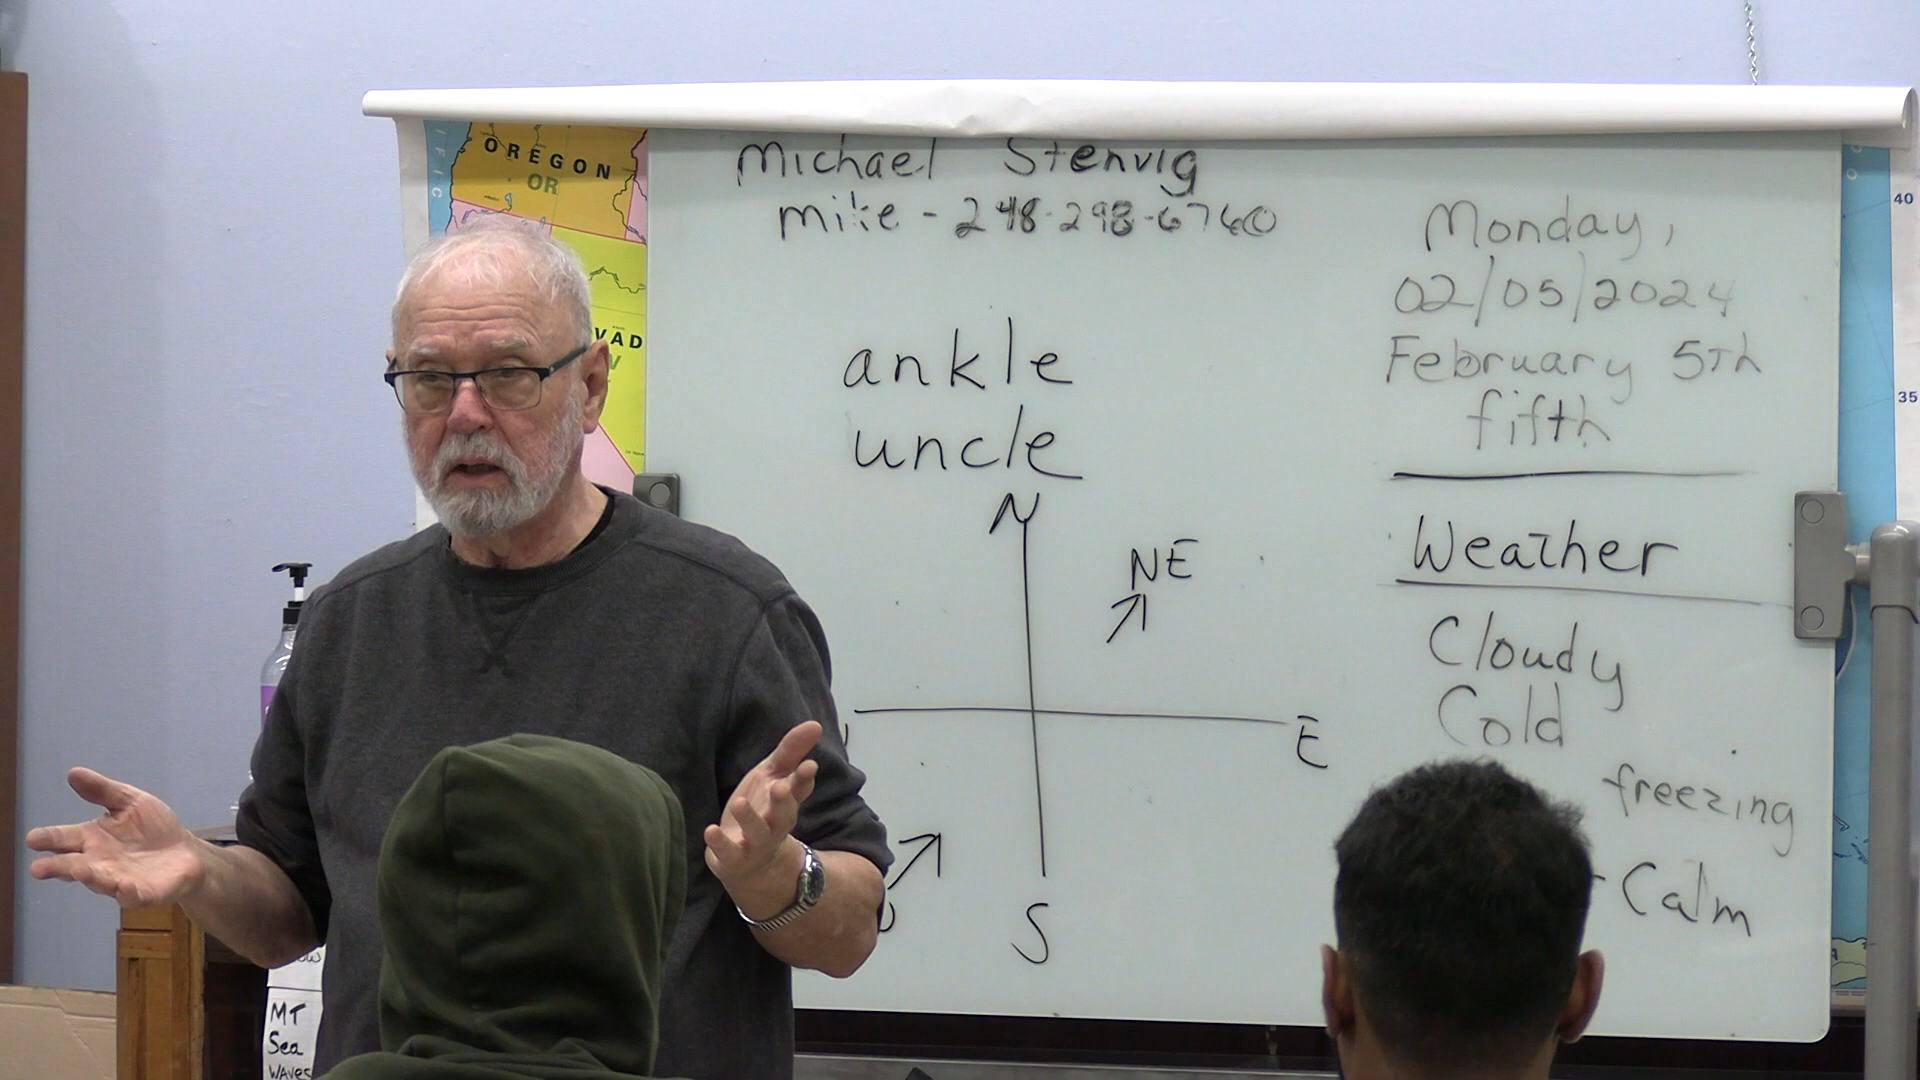 Michael Stenvig
mike - 248-298-6760
Monday,
02/05/2024
February 5th
fifth
ankle
uncle
N
NE
E
S
Weather
Cloudy
Cold
freezing
- Calm
OREGON
OR
VAD
40
35
MT
Sea
WAVES